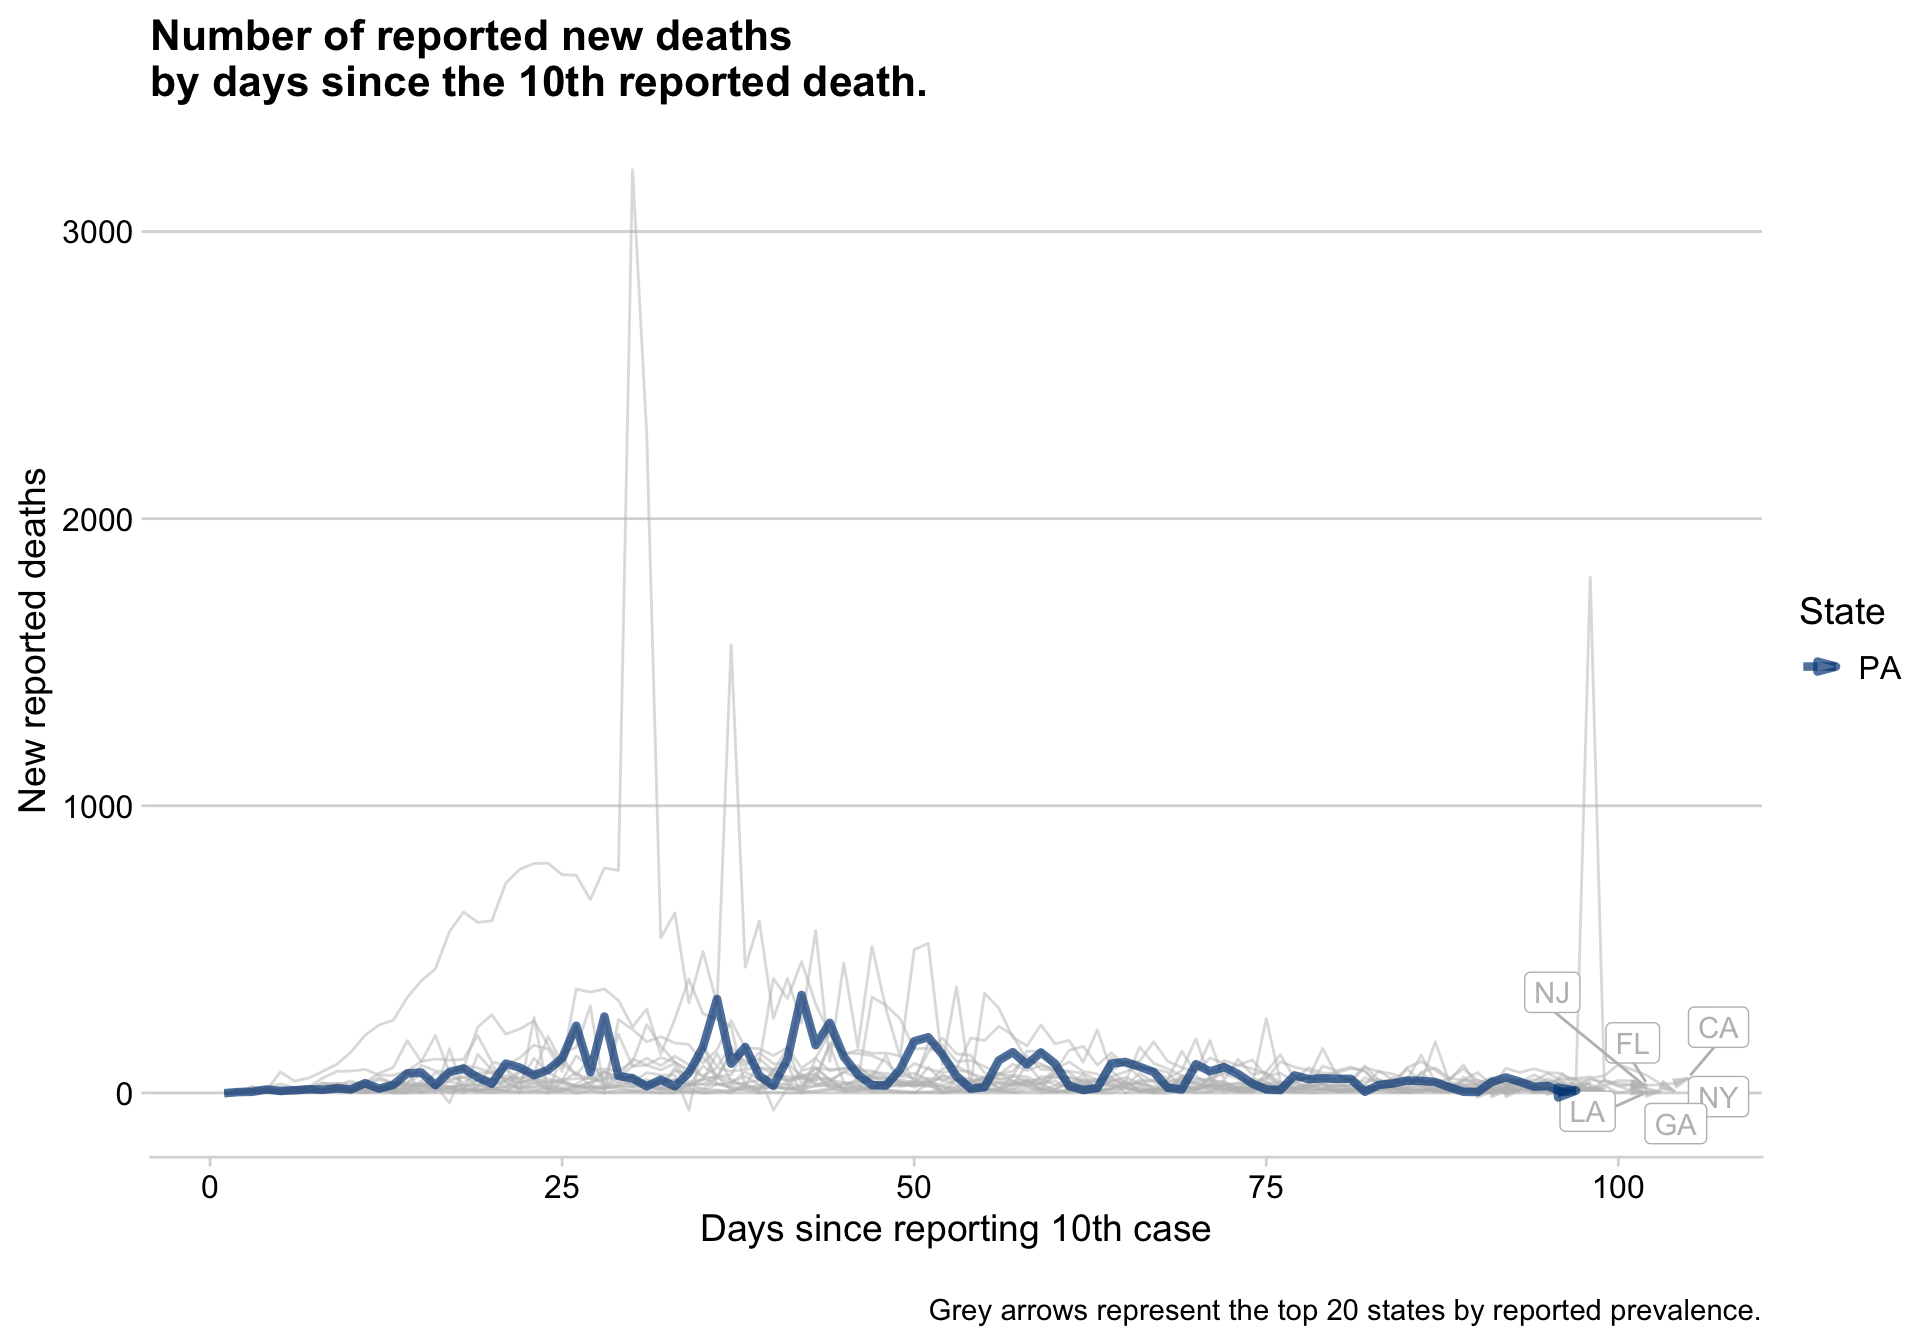 Number of reported new deaths
by days since the 10th reported death.
New reported deaths
3000
2000
1000
0
0 25 50 75 100
Days since reporting 10th case
NJ
FL
CA
LA
GA
NY
State
PA
Grey arrows represent the top 20 states by reported prevalence.